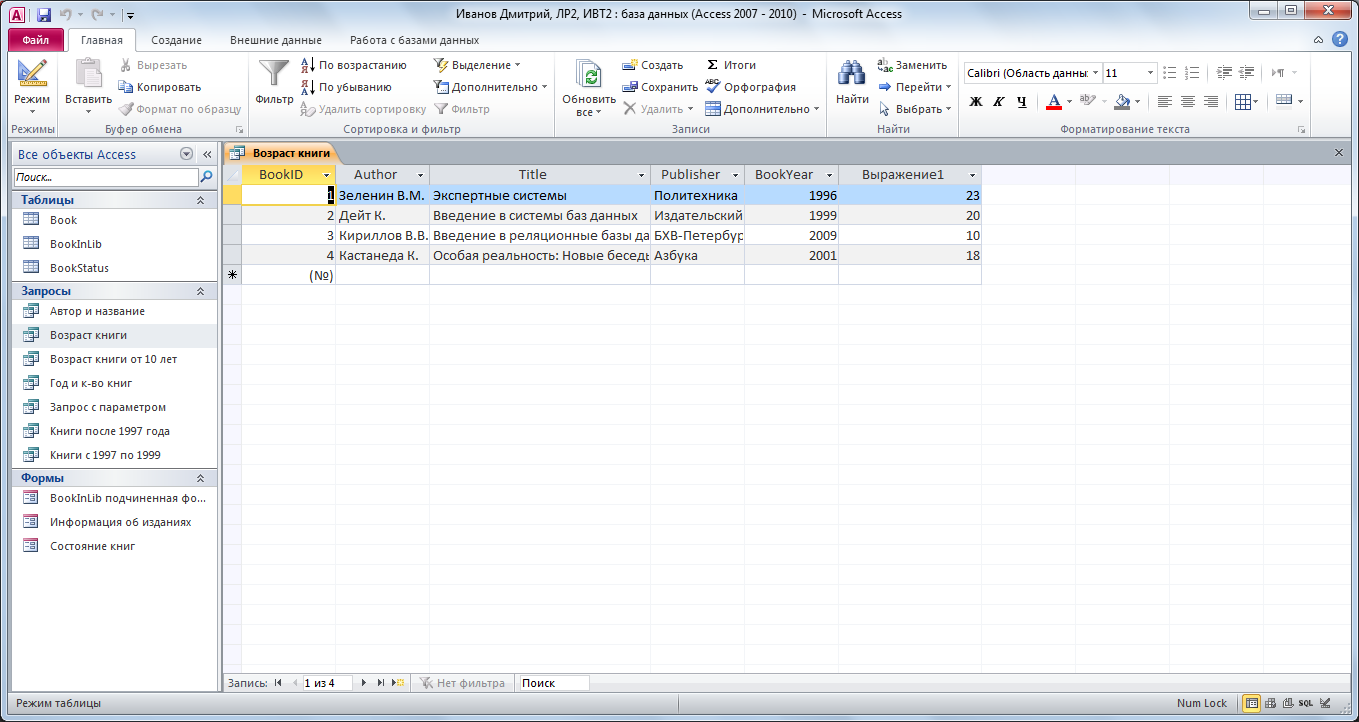 Иванов Дмитрий, ЛР2, ИВТ2 : база данных (Access 2007 - 2010) - Microsoft Access
Файл Главная Создание Внешние данные Работа с базами данных
Режим
Режимы
Вставить
Вырезать
Копировать
Формат по образцу
Буфер обмена
Фильтр
По возрастанию
По убыванию
Удалить сортировку
Выделение
Дополнительно
Фильтр
Сортировка и фильтр
Обновить
все
Создать
Сохранить
Удалить
Итоги
Орфография
Дополнительно
Записи
Найти
Заменить
Перейти
Выбрать
Найти
Calibri (Область данных 11
Ж К Ч
Форматирование текста
Все объекты Access
Поиск...
Таблицы
Book
BookInLib
BookStatus
Запросы
Автор и название
Возраст книги
Возраст книги от 10 лет
Год и к-во книг
Запрос с параметром
Книги после 1997 года
Книги с 1997 по 1999
Формы
BookInLib подчиненная фо...
Информация об изданиях
Состояние книг
Возраст книги
BookID Author Title Publisher BookYear Выражение1
1 Зеленин В.М. Экспертные системы Политехника 1996 23
2 Дейт К. Введение в системы баз данных Издательский 1999 20
3 Кириллов В.В. Введение в реляционные базы да БХВ-Петербур 2009 10
4 Кастанеда К. Особая реальность: Новые беседы Азбука 2001 18
(№)
Запись: 1 из 4 Нет фильтра Поиск
Режим таблицы
Num Lock
SQL